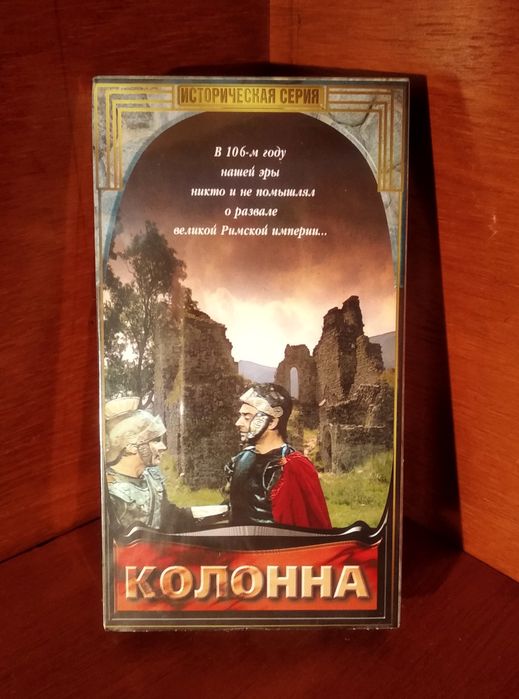 ИСТОРИЧЕСКАЯ СЕРИЯ
В 106-м году
нашей эры
никто и не помышлял
о развале
великой Римской империи...
КОЛОННА